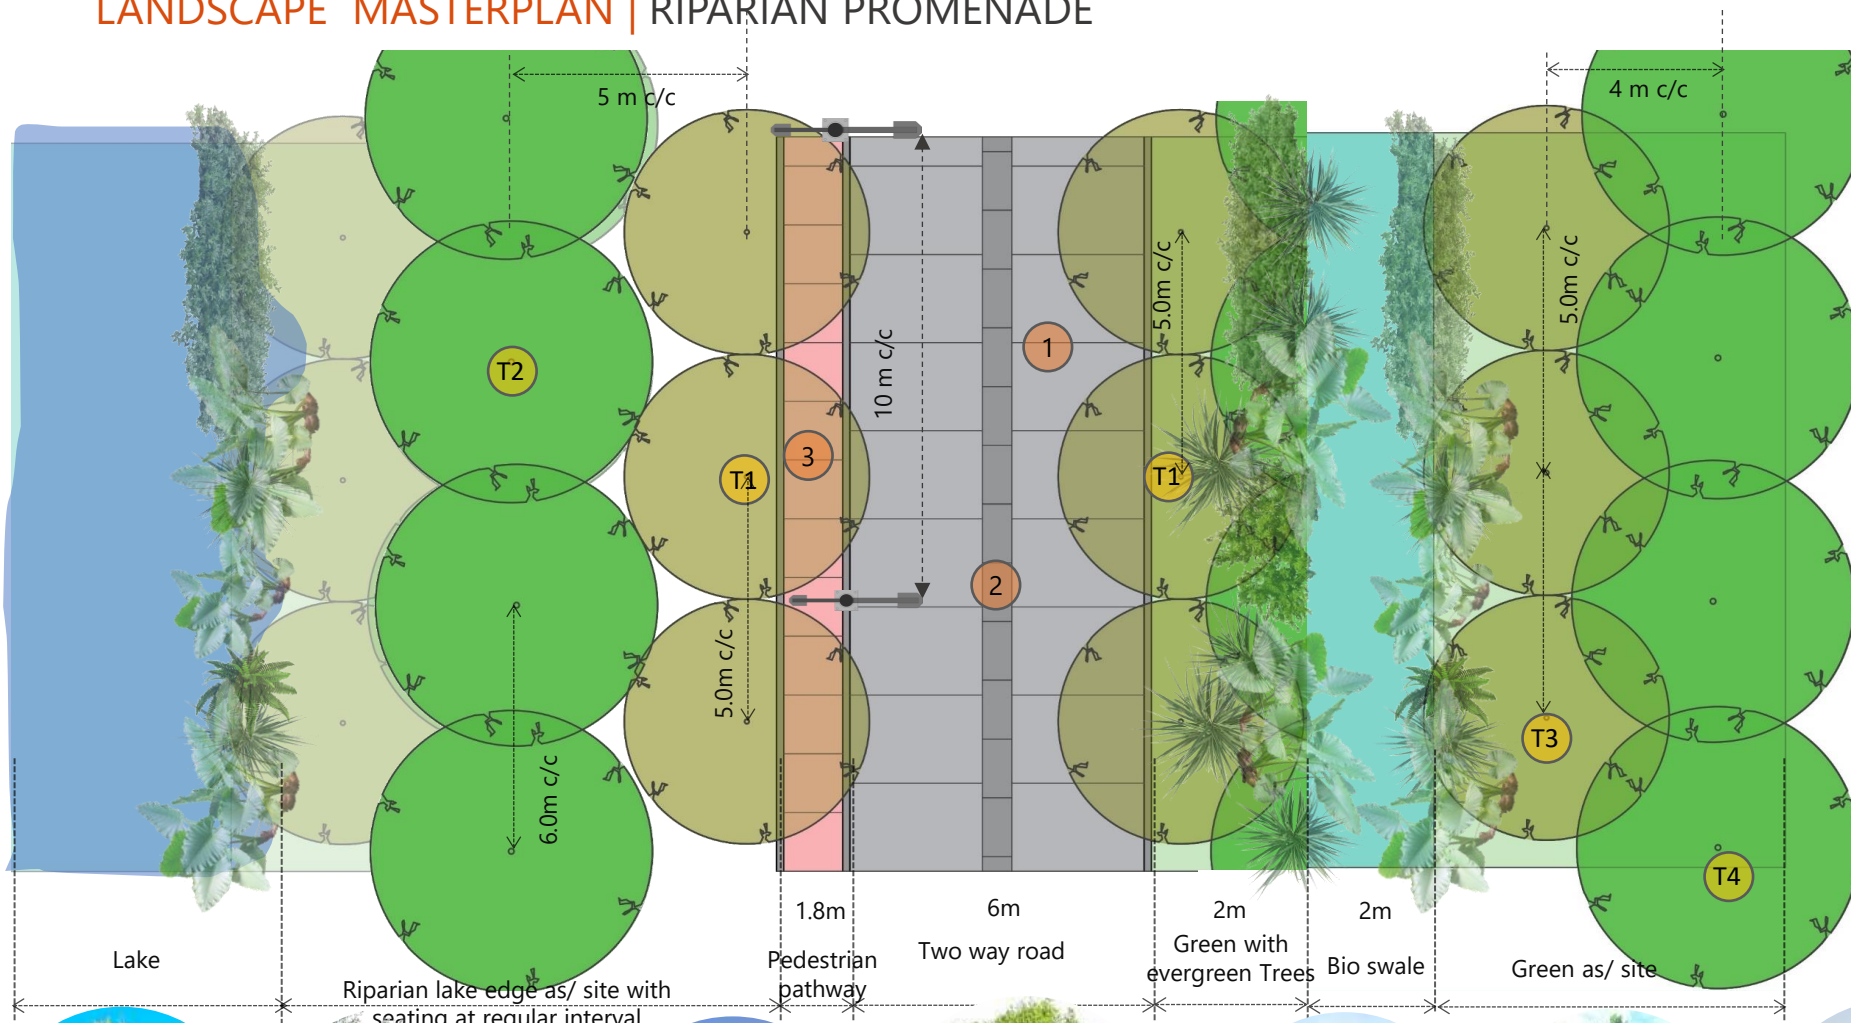 LANDSCAPE MASTERPLAN | RIPARIAN PROMENADE
5 m c/c
4 m c/c
5.0m c/c
5.0m c/c
10 m c/c
1
T2
3
T1
T1
2
5.0m c/c
6.0m c/c
T3
T4
1.8m
6m
2m
2m
Lake
Riparian lake edge as/ site with
seating at regular interval
Pedestrian
pathway
Two way road
Green with
evergreen Trees
Bio swale
Green as/ site